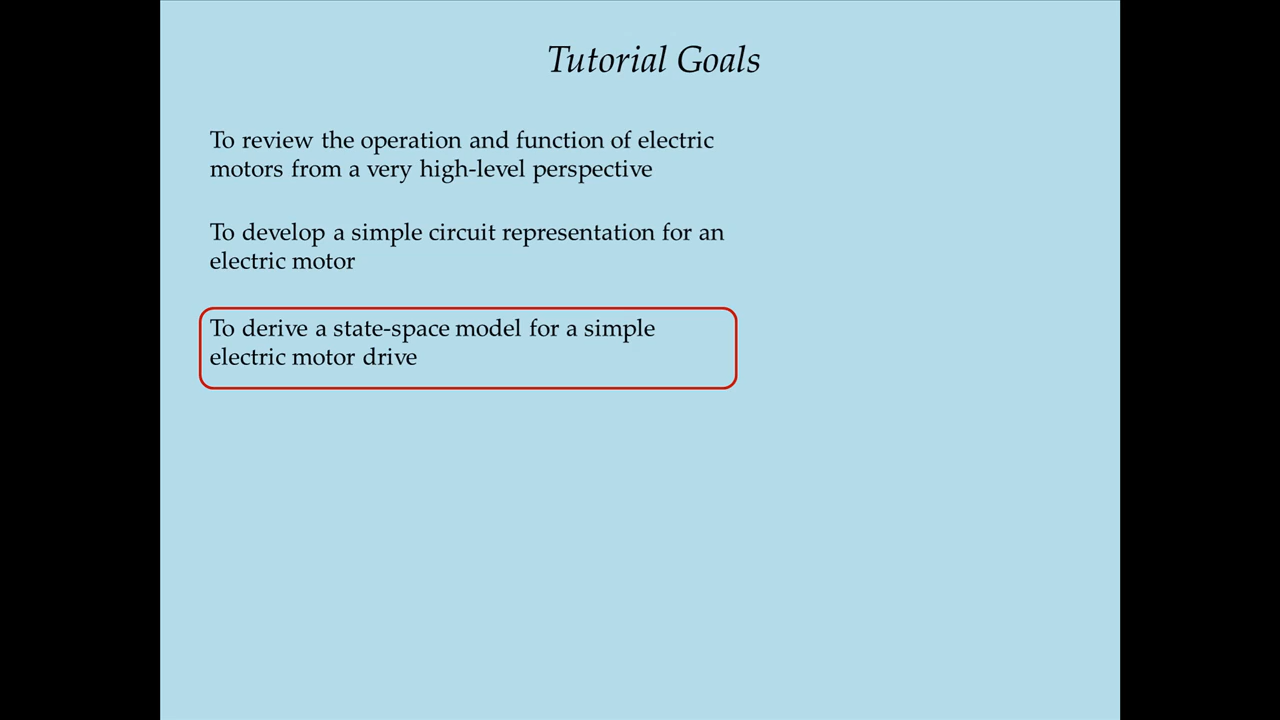 Tutorial Goals
To review the operation and function of electric
motors from a very high-level perspective
To develop a simple circuit representation for an
electric motor
To derive a state-space model for a simple
electric motor drive